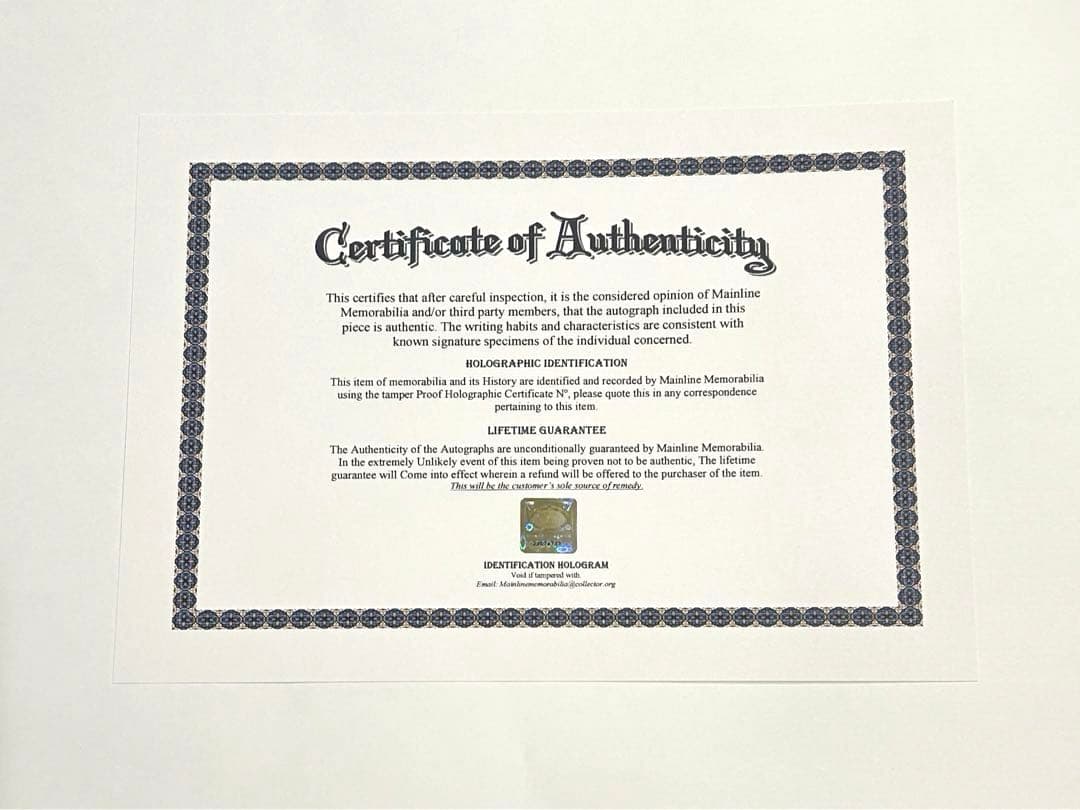 Certificate of Authenticity
This certifies that after careful inspection, it is the considered opinion of Mainline
Memorabilia and/or third party members, that the autograph included in this
piece is authentic. The writing habits and characteristics are consistent with
known signature specimens of the individual concerned.
HOLOGRAPHIC IDENTIFICATION
This item of memorabilia and its History are identified and recorded by Mainline Memorabilia
using the tamper Proof Holographic Certificate Nº, please quote this in any correspondence
pertaining to this item.
LIFETIME GUARANTEE
The Authenticity of the Autographs are unconditionally guaranteed by Mainline Memorabilia.
In the extremely Unlikely event of this item being proven not to be authentic, The lifetime
guarantee will Come into effect wherein a refund will be offered to the purchaser of the item.
This will be the customer's sole source of remedy.
IDENTIFICATION HOLOGRAM
Void if tampered with.
Email: Mainlinememorabilia@collector.org